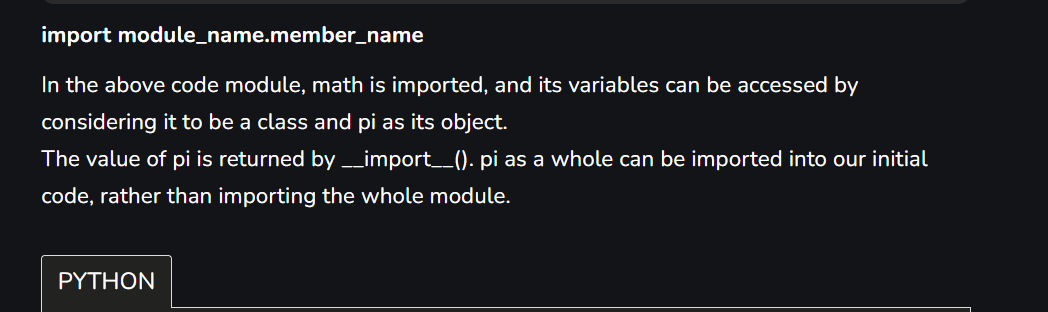 import module_name.member_name
In the above code module, math is imported, and its variables can be accessed by
considering it to be a class and pi as its object.
The value of pi is returned by __import__(). pi as a whole can be imported into our initial
code, rather than importing the whole module.
PYTHON